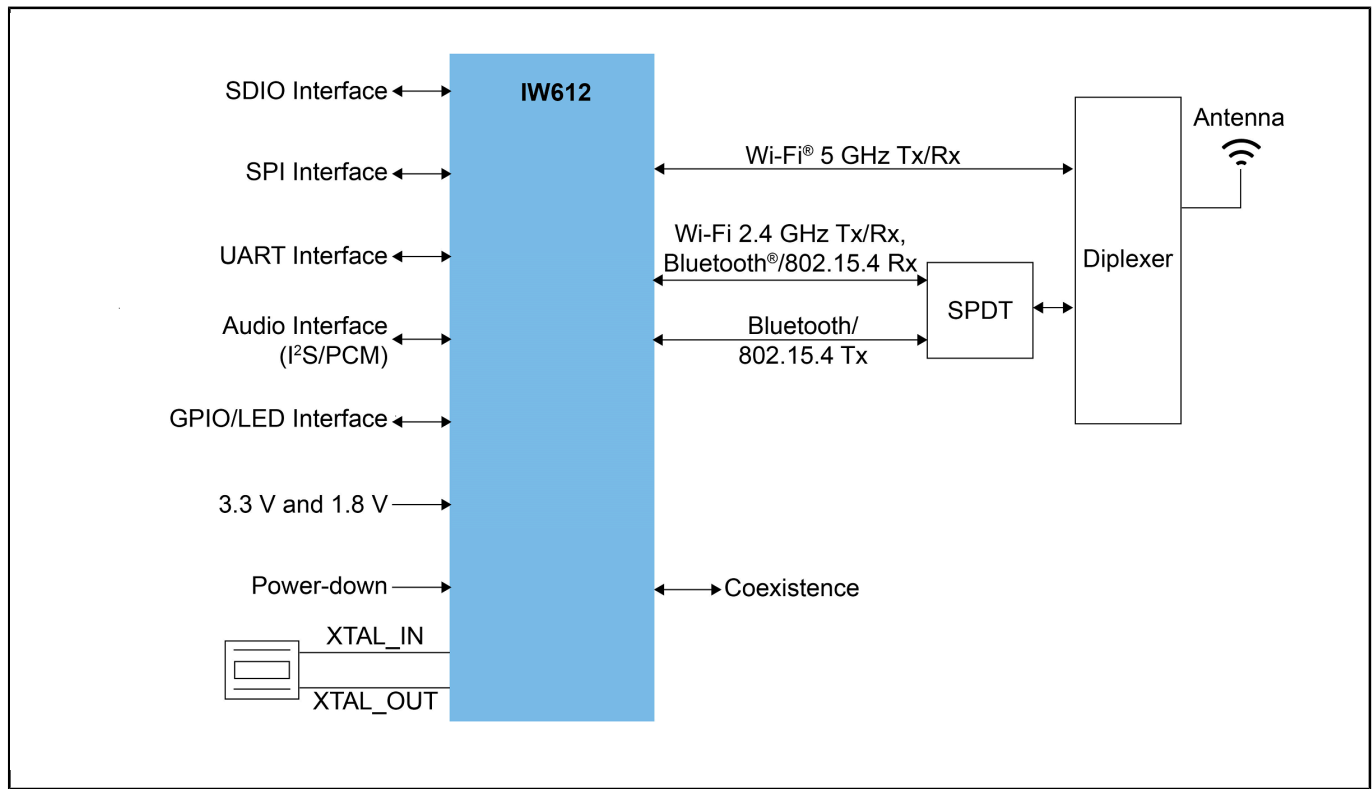 SDIO Interface
SPI Interface
UART Interface
Audio Interface
(I²S/PCM)
GPIO/LED Interface
3.3 V and 1.8 V
Power-down
XTAL_IN
XTAL_OUT
IW612
Wi-Fi® 5 GHz Tx/Rx
Wi-Fi 2.4 GHz Tx/Rx,
Bluetooth®/802.15.4 Rx
Bluetooth/
802.15.4 Tx
Coexistence
SPDT
Diplexer
Antenna